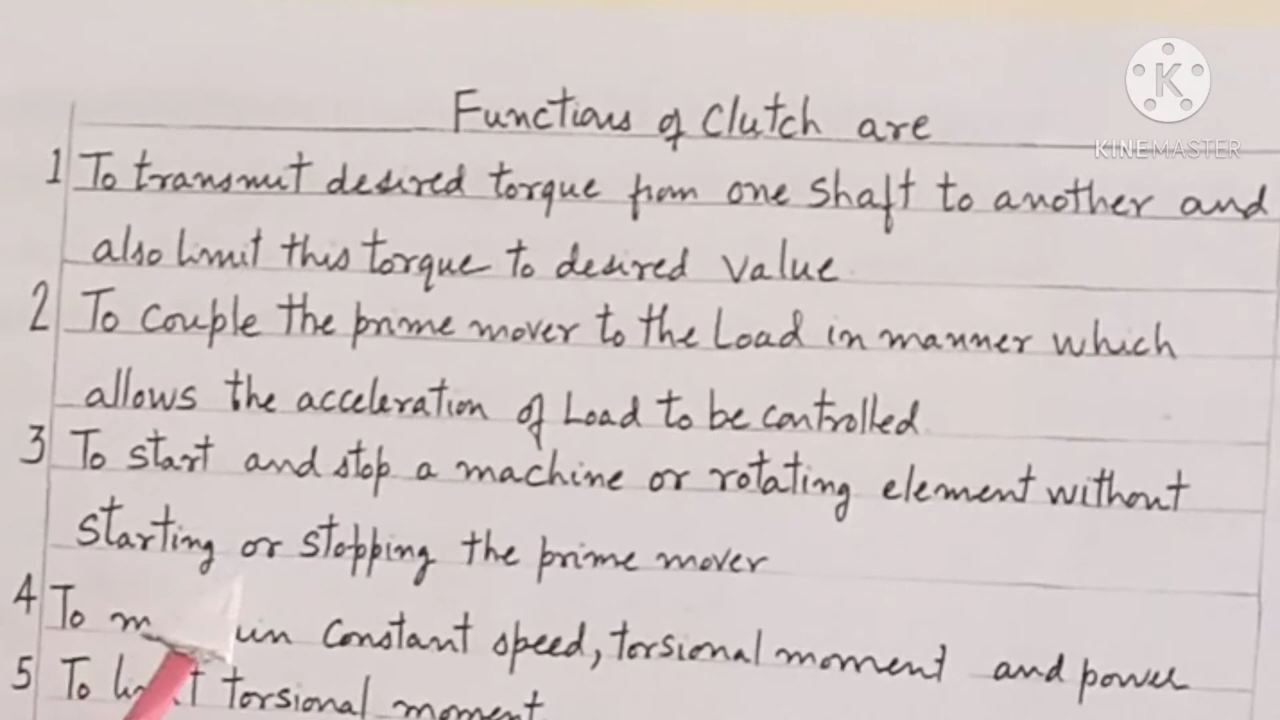 KINEMASTER
Functions of Clutch are
1 To transmit desired torque from one shaft to another and
also limit this torque to desired value
2 To couple the prime mover to the Load in manner which
allows the acceleration of Load to be controlled
3 To start and stop a machine or rotating element without
starting or stopping the prime mover
4 To constant speed, torsional moment and power
5 To torsional moment